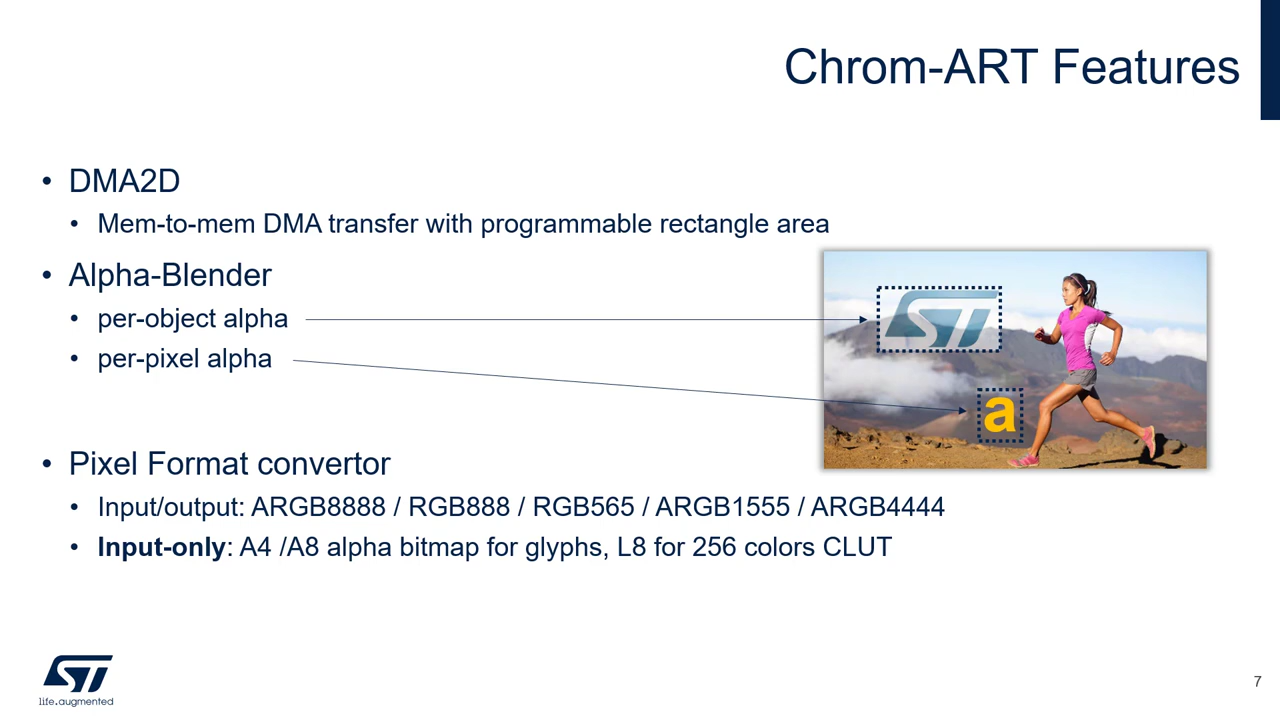 Chrom-ART Features
• DMA2D
• Mem-to-mem DMA transfer with programmable rectangle area
• Alpha-Blender
• per-object alpha
• per-pixel alpha
ST
a
• Pixel Format convertor
• Input/output: ARGB8888 / RGB888 / RGB565 / ARGB1555 / ARGB4444
• Input-only: A4 /A8 alpha bitmap for glyphs, L8 for 256 colors CLUT
ST
life.augmented
7